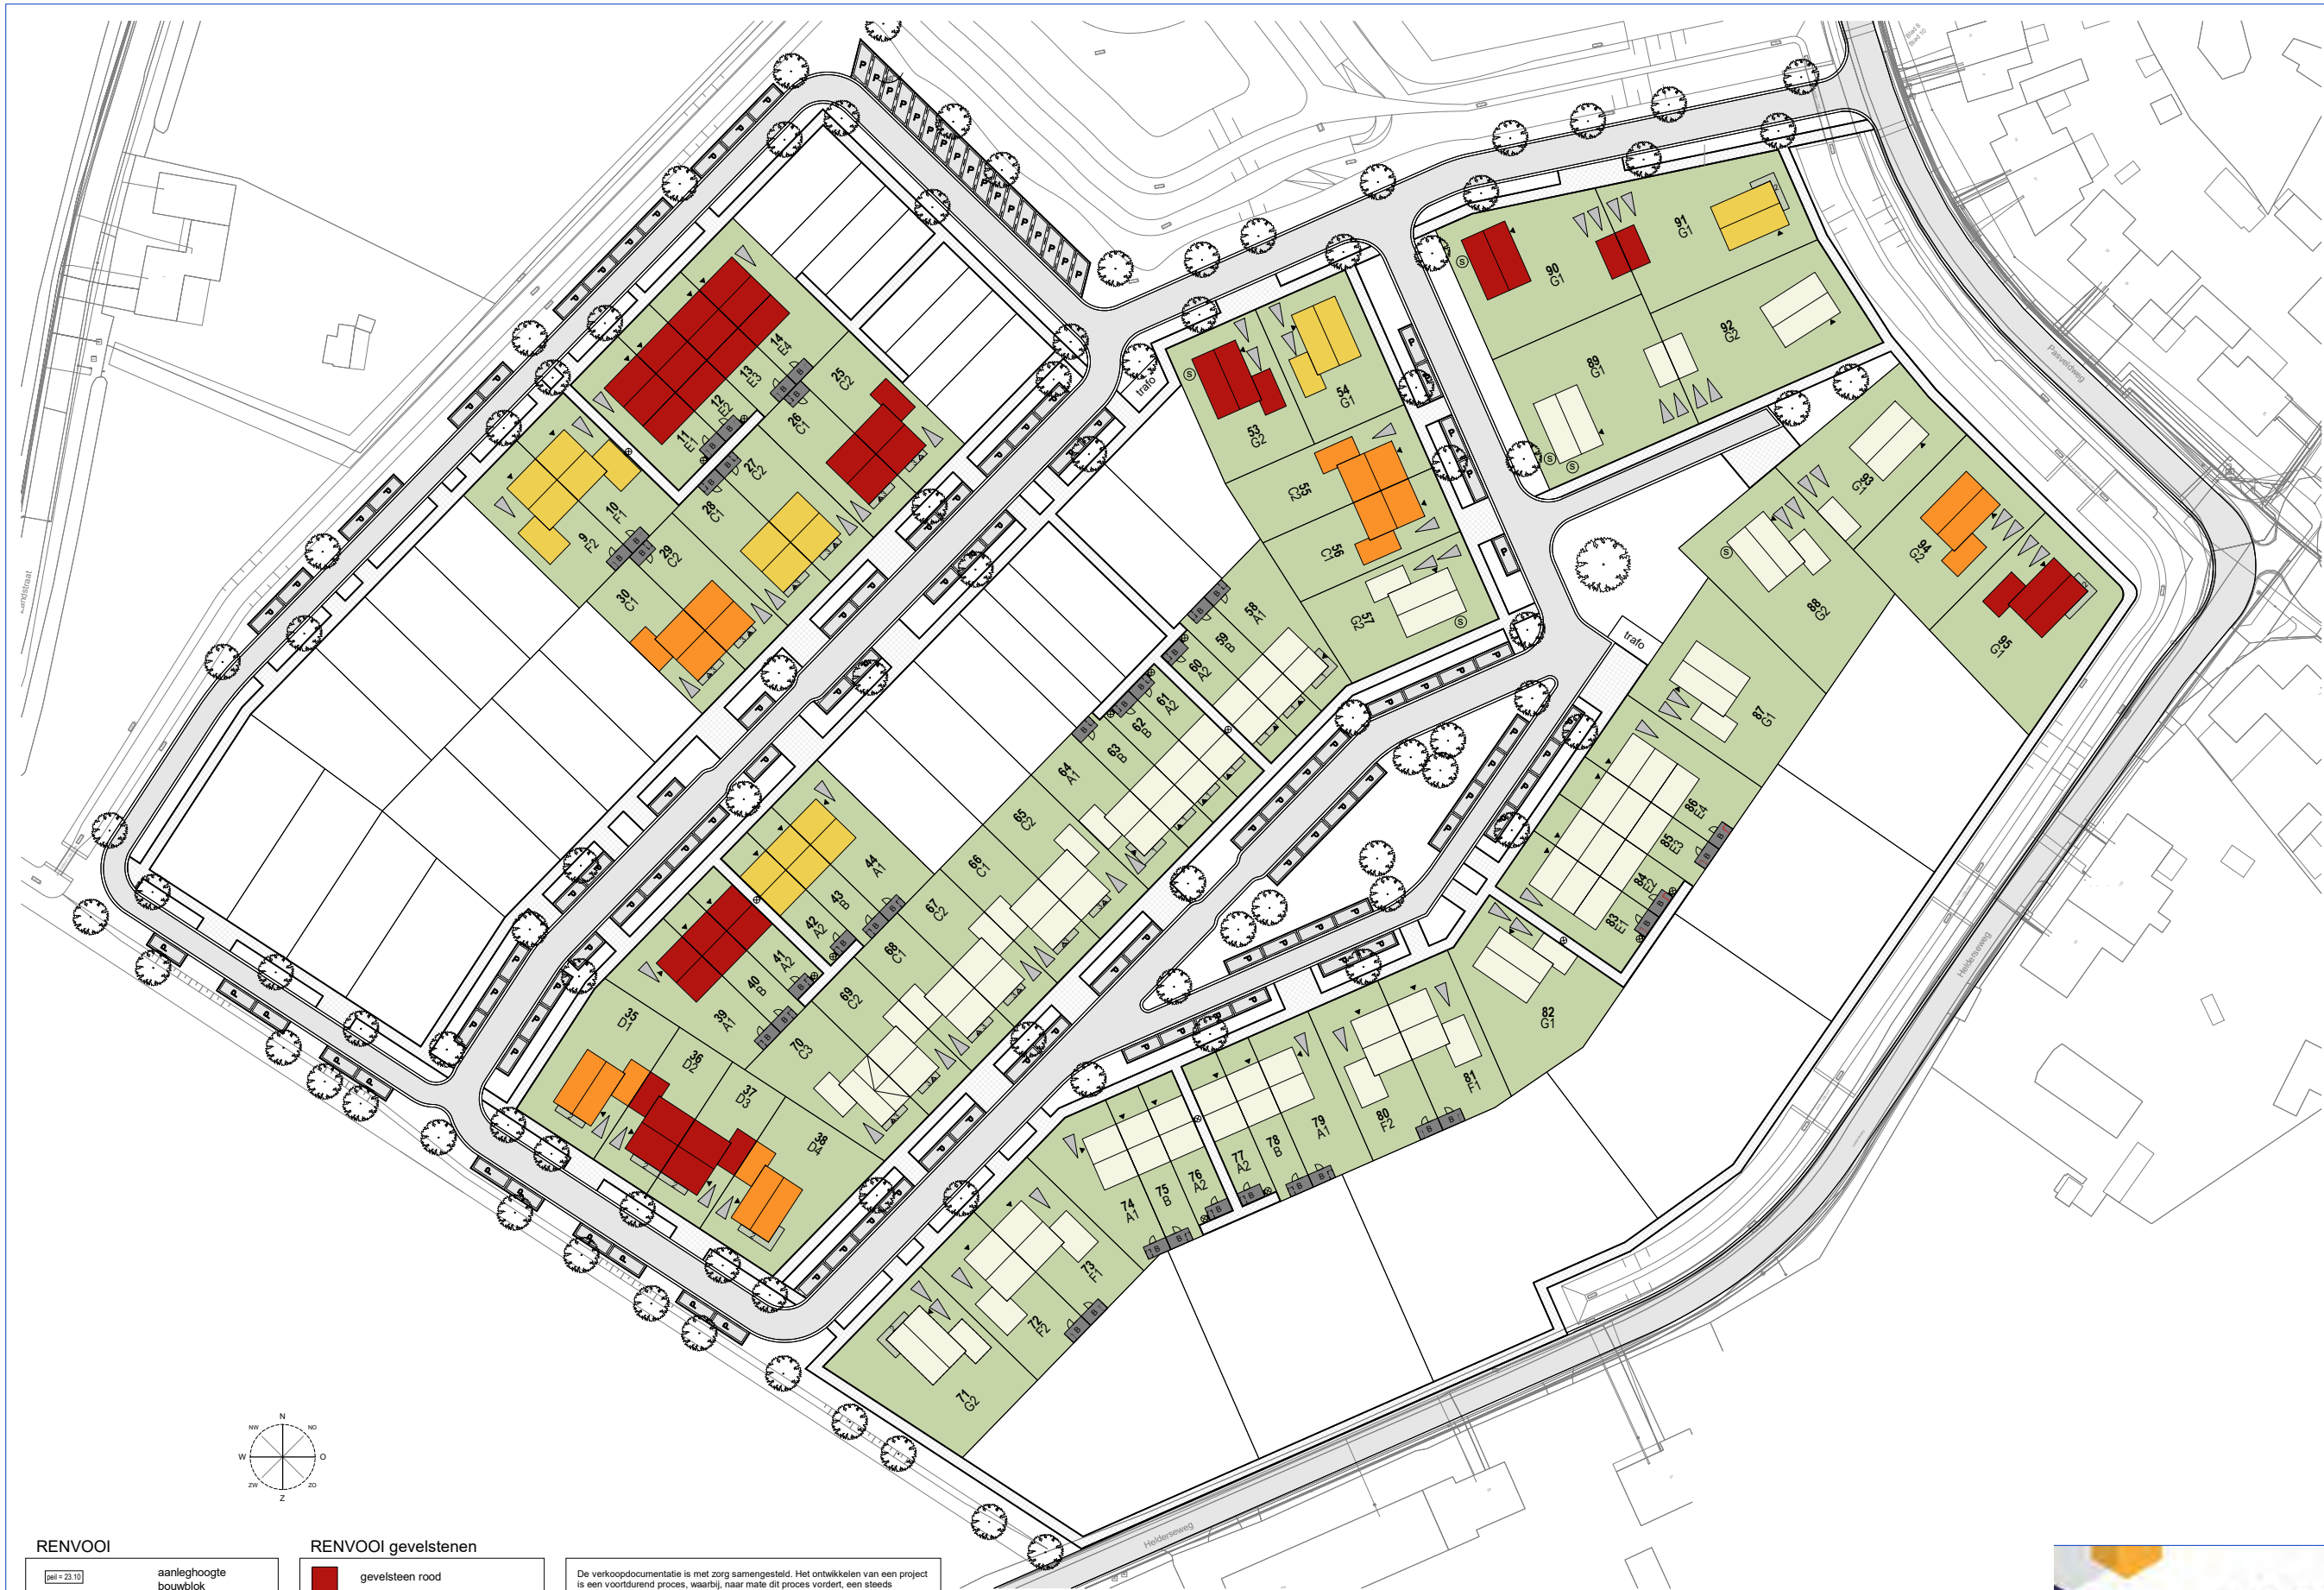 Pasveldweg
14
E4
13
E3
12
E2
11
E1
25
C2
26
C1
27
C2
28
C1
29
C2
30
C1
10
F1
9
F2
trafo
53
G2
54
G1
55
C2
56
C1
57
G2
90
G1
91
G1
89
G1
92
G2
93
G1
94
G2
95
G1
88
G2
trafo
87
G1
58
A1
59
B
60
A2
61
A2
62
B
63
B
64
A1
65
C2
66
C1
67
C2
68
C1
69
C2
70
C3
44
A1
43
B
42
A2
41
A2
40
B
39
A1
35
D1
36
D2
37
D3
38
D4
86
E4
85
E3
84
E2
83
E1
82
G1
81
F1
80
F2
79
A1
78
B
77
A2
76
A2
75
B
74
A1
73
F1
72
F2
71
G2
Helderseweg
Helderseweg
N
NW
NO
W
O
ZW
ZO
Z
RENVOOI
RENVOOI gevelstenen
peil = 23.10
aanleghoogte
bouwblok
gevelsteen rood
De verkoopdocumentatie is met zorg samengesteld. Het ontwikkelen van een project
is een voortdurend proces, waarbij, naar mate dit proces vordert, een steeds